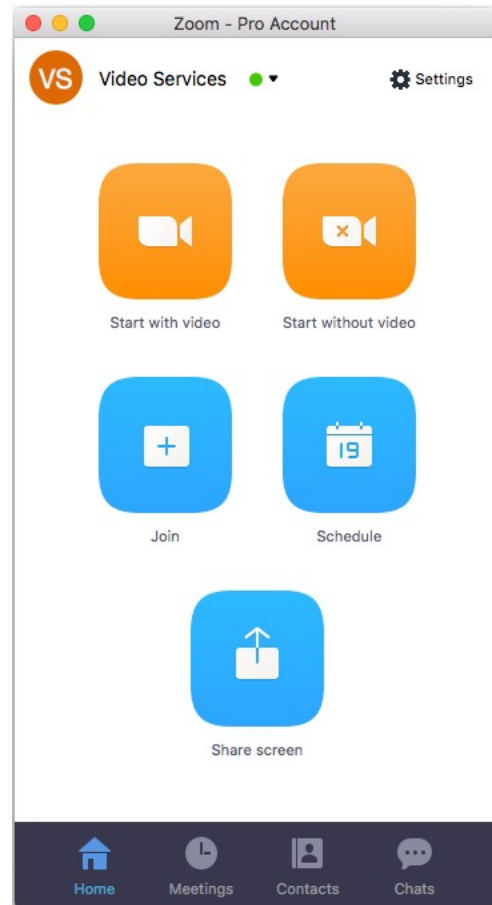 Zoom - Pro Account
VS Video Services Settings
Start with video Start without video
19
Join Schedule
Share screen
Home Meetings Contacts Chats